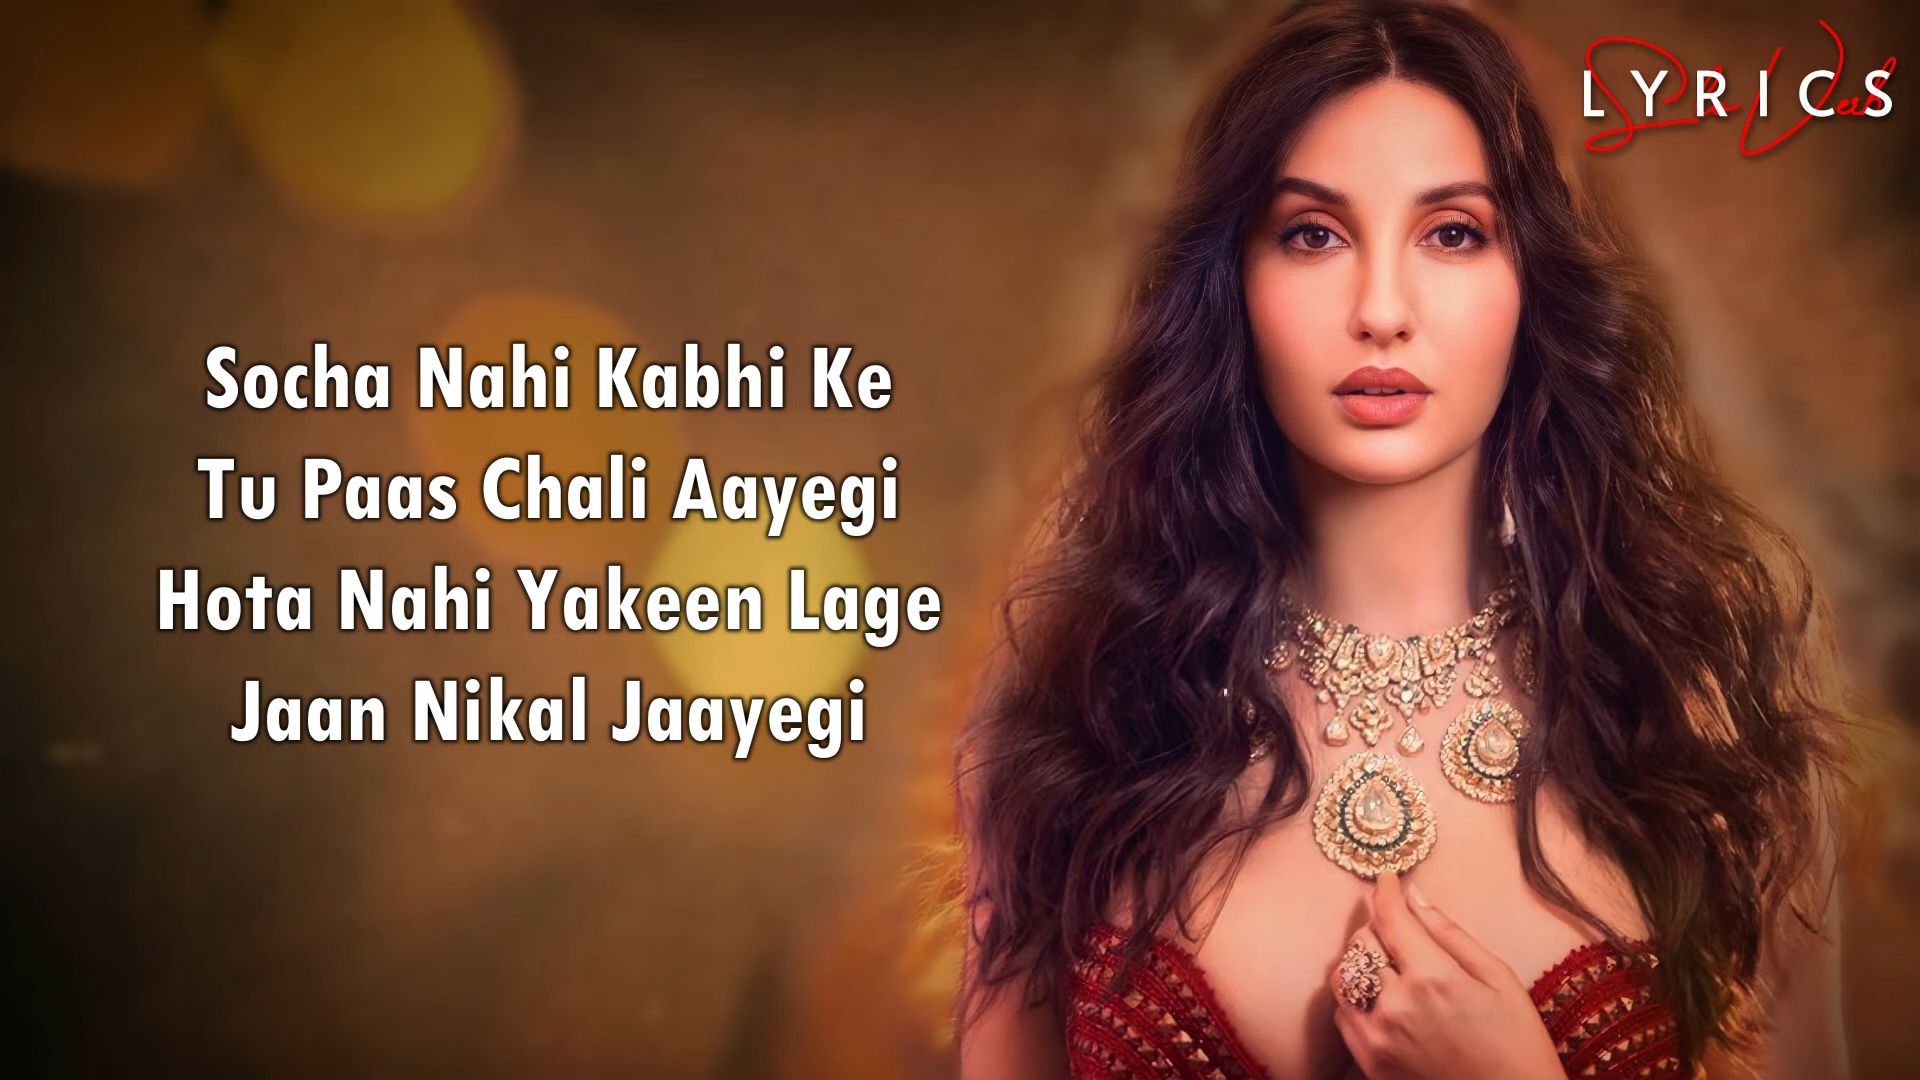 LYRICS
Socha Nahi Kabhi Ke
Tu Paas Chali Aayegi
Hota Nahi Yakeen Lage
Jaan Nikal Jaayegi